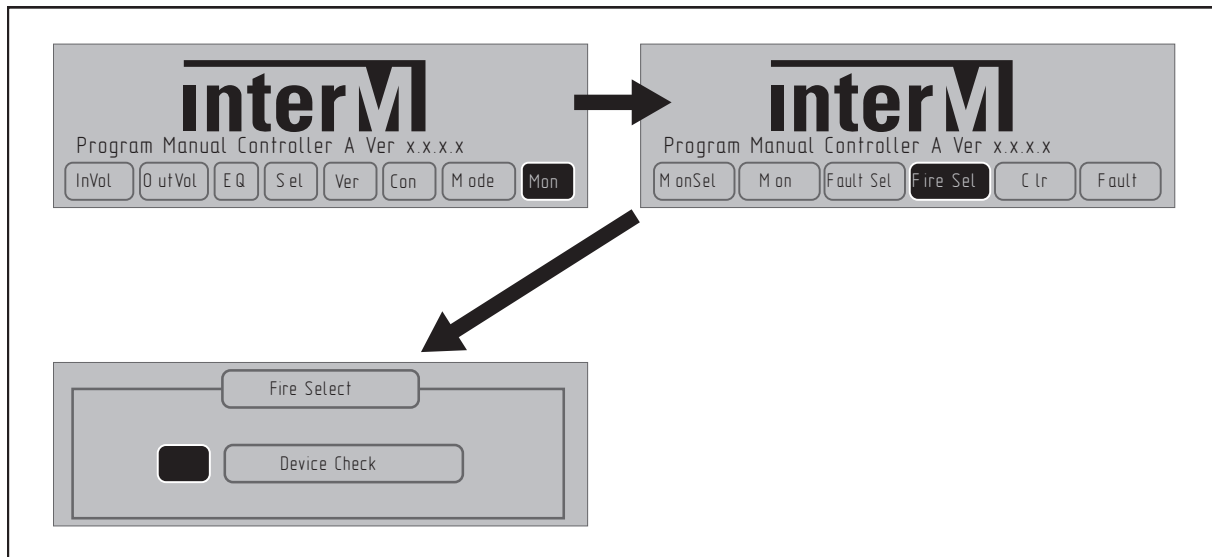 interM
Program Manual Controller A Ver x.x.x.x
InVol OutVol EQ Sel Ver Con Mode Mon
interM
Program Manual Controller A Ver x.x.x.x
MonSel Mon Fault Sel Fire Sel Clr Fault
Fire Select
Device Check